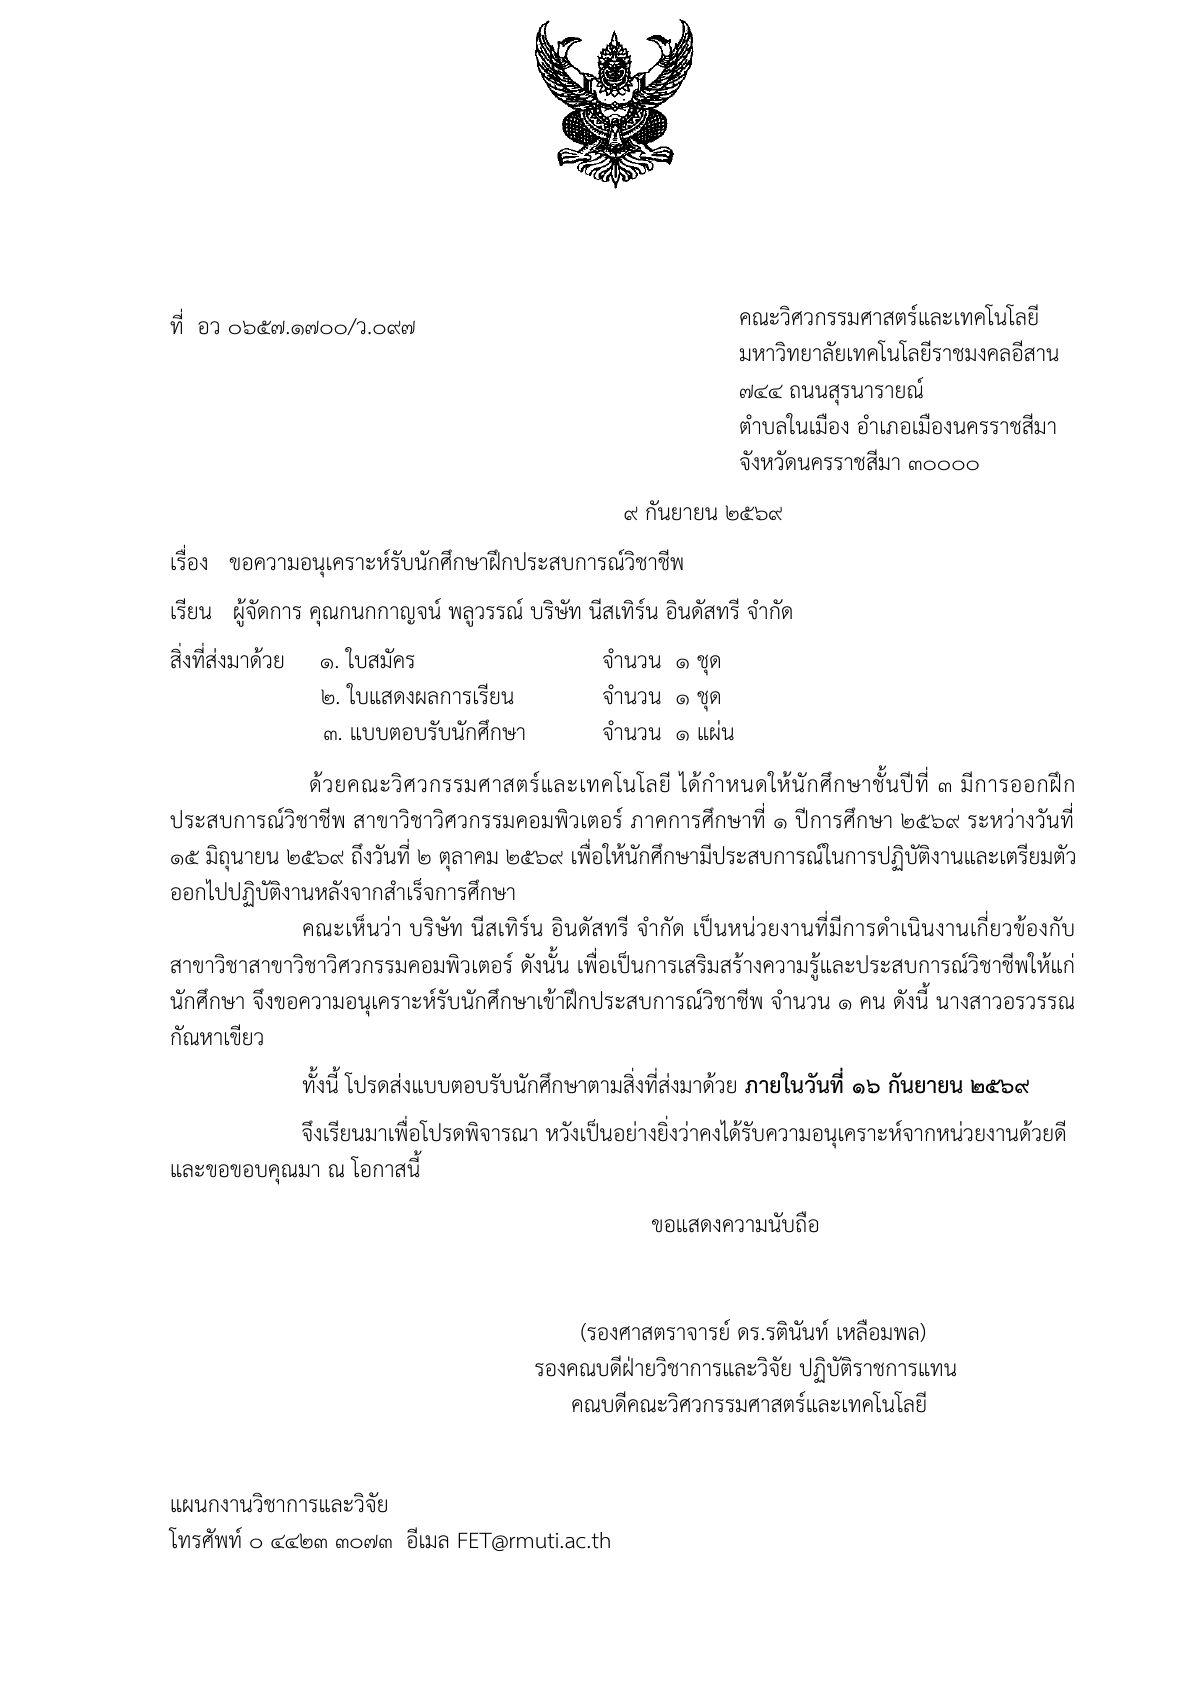 ที่ อว ๐๖๕๗.๑๗๐๐/ว.๐๙๗
คณะวิศวกรรมศาสตร์และเทคโนโลยี
มหาวิทยาลัยเทคโนโลยีราชมงคลอีสาน
๗๔๔ ถนนสุรนารายณ์
ตำบลในเมือง อำเภอเมืองนครราชสีมา
จังหวัดนครราชสีมา ๓๐๐๐๐
๙ กันยายน ๒๕๖๙
เรื่อง ขอความอนุเคราะห์รับนักศึกษาฝึกประสบการณ์วิชาชีพ
เรียน ผู้จัดการ คุณกนกกาญจน์ พลูวรรณ์ บริษัท นีสเทิร์น อินดัสทรี จำกัด
สิ่งที่ส่งมาด้วย ๑. ใบสมัคร จำนวน ๑ ชุด
๒. ใบแสดงผลการเรียน จำนวน ๑ ชุด
๓. แบบตอบรับนักศึกษา จำนวน ๑ แผ่น
ด้วยคณะวิศวกรรมศาสตร์และเทคโนโลยี ได้กำหนดให้นักศึกษาชั้นปีที่ ๓ มีการออกฝึก
ประสบการณ์วิชาชีพ สาขาวิชาวิศวกรรมคอมพิวเตอร์ ภาคการศึกษาที่ ๑ ปีการศึกษา ๒๕๖๙ ระหว่างวันที่
๑๕ มิถุนายน ๒๕๖๙ ถึงวันที่ ๒ ตุลาคม ๒๕๖๙ เพื่อให้นักศึกษามีประสบการณ์ในการปฏิบัติงานและเตรียมตัว
ออกไปปฏิบัติงานหลังจากสำเร็จการศึกษา
คณะเห็นว่า บริษัท นีสเทิร์น อินดัสทรี จำกัด เป็นหน่วยงานที่มีการดำเนินงานเกี่ยวข้องกับ
สาขาวิชาสาขาวิชาวิศวกรรมคอมพิวเตอร์ ดังนั้น เพื่อเป็นการเสริมสร้างความรู้และประสบการณ์วิชาชีพให้แก่
นักศึกษา จึงขอความอนุเคราะห์รับนักศึกษาเข้าฝึกประสบการณ์วิชาชีพ จำนวน ๑ คน ดังนี้ นางสาวอรวรรณ
กัณหาเขียว
ทั้งนี้ โปรดส่งแบบตอบรับนักศึกษาตามสิ่งที่ส่งมาด้วย ภายในวันที่ ๑๖ กันยายน ๒๕๖๙
จึงเรียนมาเพื่อโปรดพิจารณา หวังเป็นอย่างยิ่งว่าคงได้รับความอนุเคราะห์จากหน่วยงานด้วยดี
และขอขอบคุณมา ณ โอกาสนี้
ขอแสดงความนับถือ
(รองศาสตราจารย์ ดร.รตินันท์ เหลือมพล)
รองคณบดีฝ่ายวิชาการและวิจัย ปฏิบัติราชการแทน
คณบดีคณะวิศวกรรมศาสตร์และเทคโนโลยี
แผนกงานวิชาการและวิจัย
โทรศัพท์ ๐ ๔๔๒๓ ๓๐๗๓ อีเมล FET@rmuti.ac.th